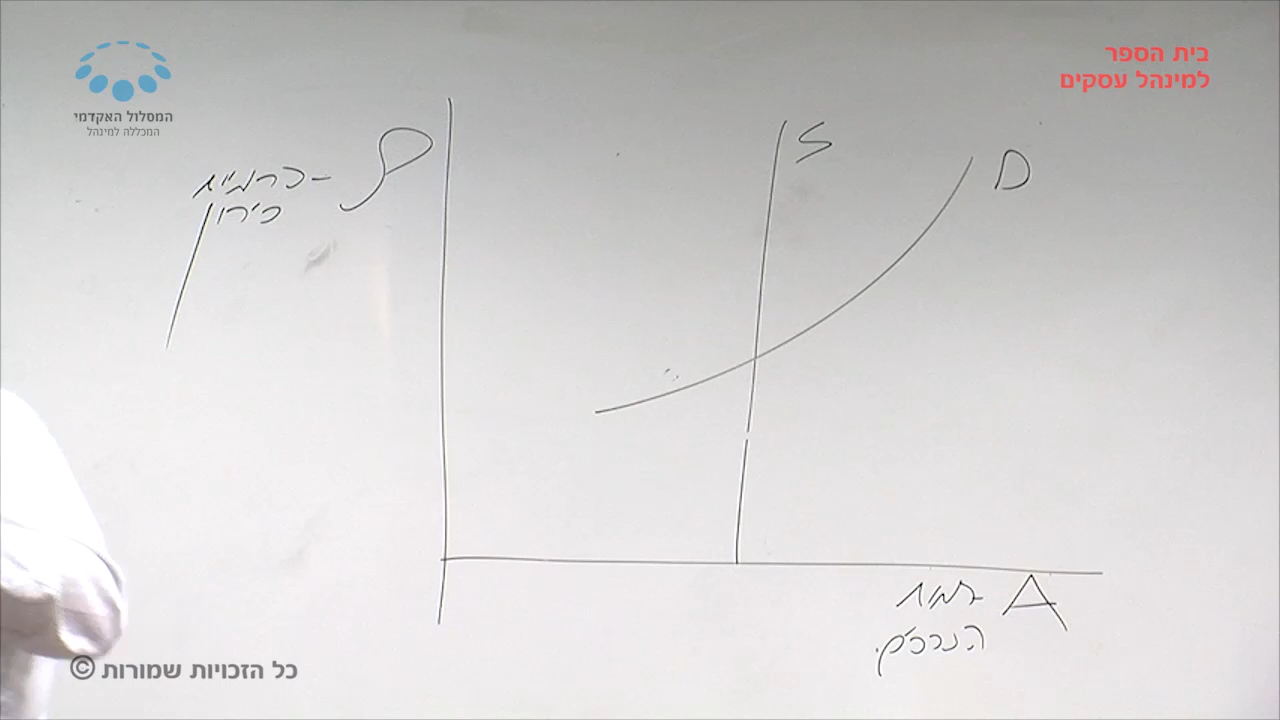 בית הספר
למינהל עסקים
המסלול האקדמי
המכללה למינהל
S
D
P - פרמיית
סיכון
A - כמות
הנכסים
כל הזכויות שמורות ©